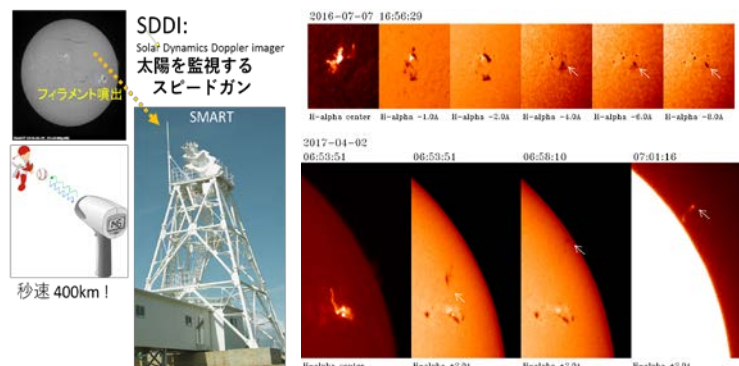 SDDI:
Solar Dynamics Doppler imager
太陽を監視する
スピードガン
フィラメント噴出
SMART
秒速 400km！
2016-07-07 16:56:29
H-alpha center
H-alpha -1.0A
H-alpha -2.0A
H-alpha -4.0A
H-alpha -6.0A
H-alpha -8.0A
2017-04-02
06:53:51
06:53:51
06:58:10
07:01:16